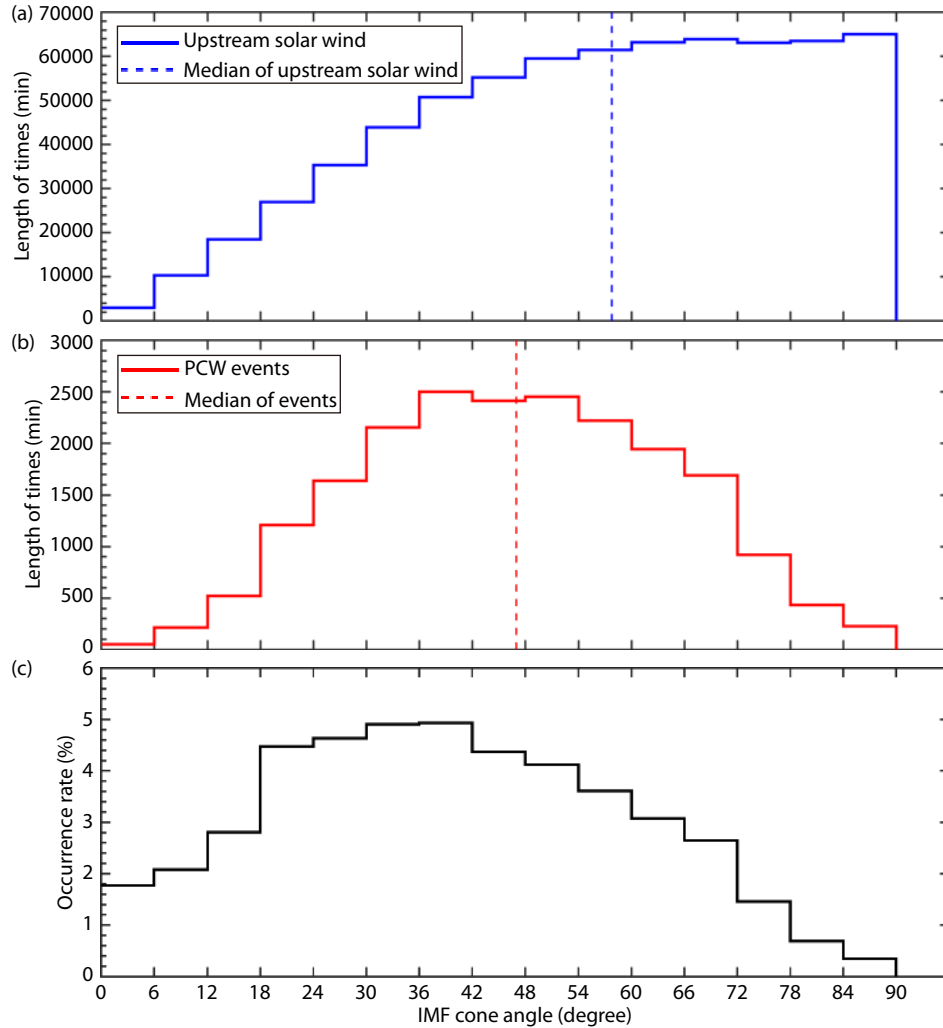 (a)
Upstream solar wind
Median of upstream solar wind
70000
60000
50000
40000
30000
20000
10000
0
Length of times (min)
(b)
PCW events
Median of events
3000
2500
2000
1500
1000
500
0
Length of times (min)
(c)
6
5
4
3
2
1
0
Occurrence rate (%)
0 6 12 18 24 30 36 42 48 54 60 66 72 78 84 90
IMF cone angle (degree)